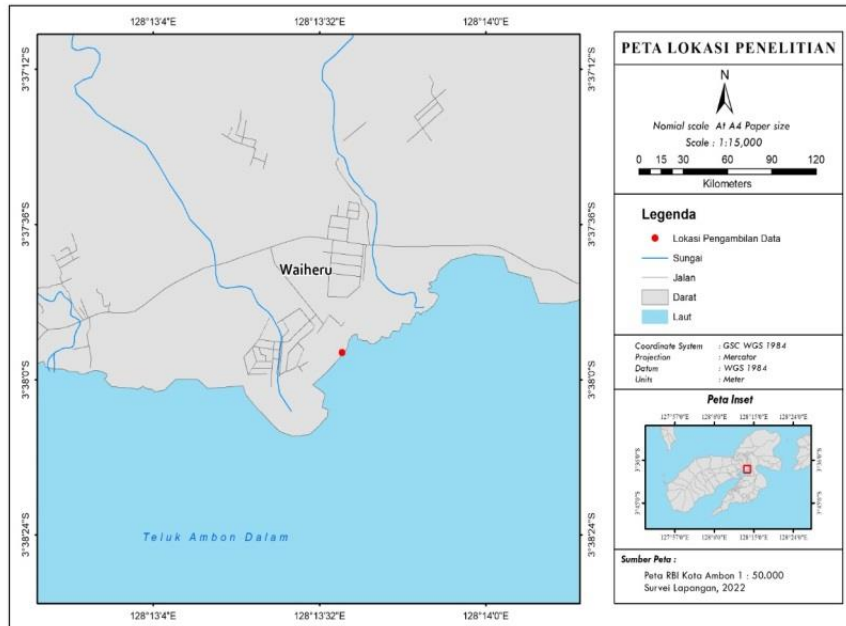 128°13'4"E 128°13'32"E 128°14'0"E
3°37'12"S
3°37'36"S
3°38'0"S
3°38'24"S
Waiheru
Teluk Ambon Dalam
3°37'12"S
3°37'36"S
3°38'0"S
3°38'24"S
128°13'4"E 128°13'32"E 128°14'0"E
PETA LOKASI PENELITIAN
N
Nomial scale At A4 Paper size
Scale : 1:15,000
0 15 30 60 90 120
Kilometers
Legenda
Lokasi Pengambilan Data
Sungai
Jalan
Darat
Laut
Coordinate System : GSC WGS 1984
Projection : Mercator
Datum : WGS 1984
Units : Meter
Peta Inset
Sumber Peta :
Peta RBI Kota Ambon 1 : 50.000
Survei Lapangan, 2022